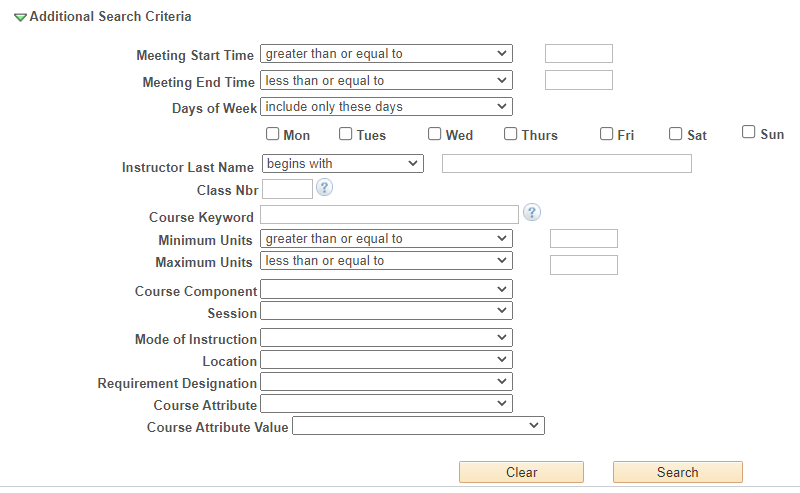 Additional Search Criteria
Meeting Start Time greater than or equal to
Meeting End Time less than or equal to
Days of Week include only these days
Mon Tues Wed Thurs Fri Sat Sun
Instructor Last Name begins with
Class Nbr ?
Course Keyword ?
Minimum Units greater than or equal to
Maximum Units less than or equal to
Course Component
Session
Mode of Instruction
Location
Requirement Designation
Course Attribute
Course Attribute Value
Clear Search